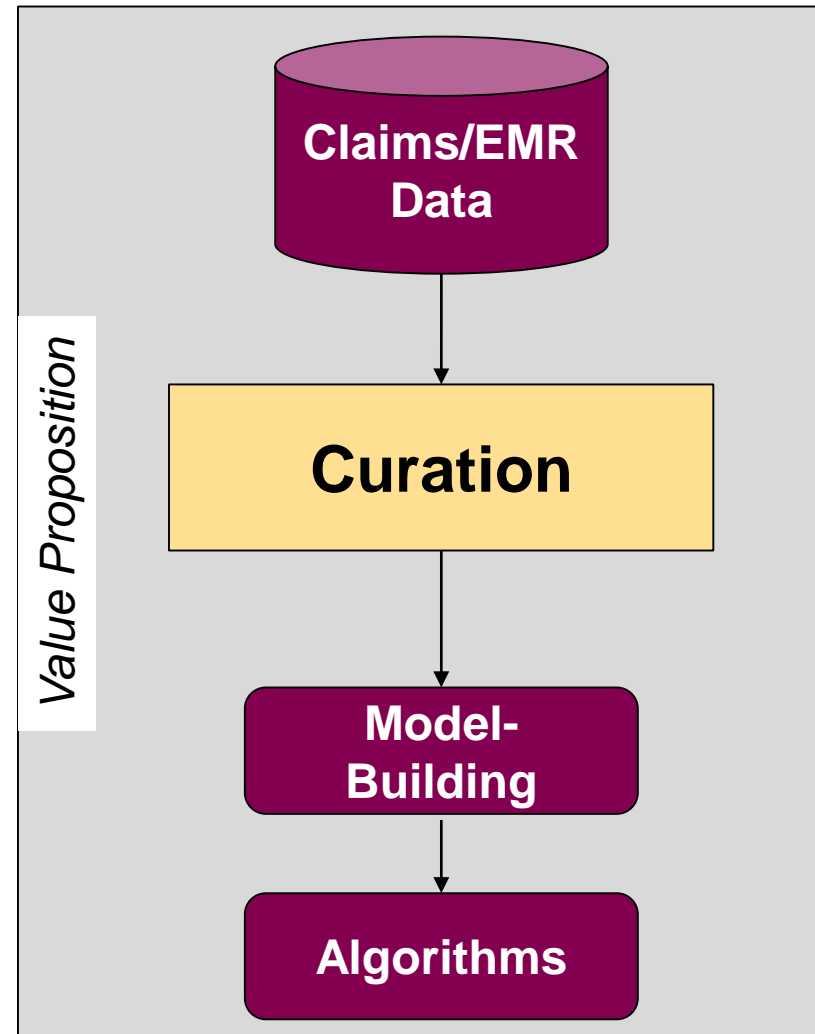 Claims/EMR
Data
Value Proposition
Curation
Model-
Building
Algorithms